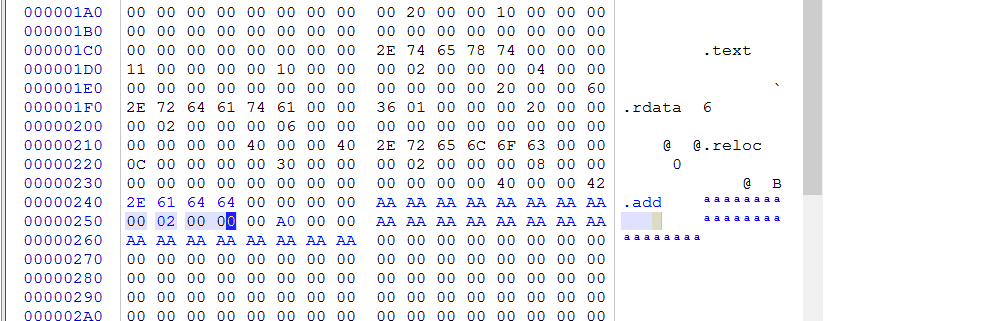 000001A0 00 00 00 00 00 00 00 00 00 20 00 00 10 00 00 00
000001B0 00 00 00 00 00 00 00 00 00 00 00 00 00 00 00 00
000001C0 00 00 00 00 00 00 00 00 2E 74 65 78 74 00 00 00 .text
000001D0 11 00 00 00 00 10 00 00 00 02 00 00 00 04 00 00
000001E0 00 00 00 00 00 00 00 00 00 00 00 00 20 00 00 60 `
000001F0 2E 72 64 61 74 61 00 00 36 01 00 00 00 20 00 00 .rdata 6
00000200 00 02 00 00 00 06 00 00 00 00 00 00 00 00 00 00
00000210 00 00 00 00 40 00 00 40 2E 72 65 6C 6F 63 00 00 @ @.reloc
00000220 0C 00 00 00 00 30 00 00 00 02 00 00 00 08 00 00 0
00000230 00 00 00 00 00 00 00 00 00 00 00 00 40 00 00 42 @ B
00000240 2E 61 64 64 00 00 00 00 AA AA AA AA AA AA AA AA .add ªªªªªªªª
00000250 00 02 00 00 00 A0 00 00 AA AA AA AA AA AA AA AA ªªªªªªªª
00000260 AA AA AA AA AA AA AA AA 00 00 00 00 00 00 00 00 ªªªªªªªª
00000270 00 00 00 00 00 00 00 00 00 00 00 00 00 00 00 00
00000280 00 00 00 00 00 00 00 00 00 00 00 00 00 00 00 00
00000290 00 00 00 00 00 00 00 00 00 00 00 00 00 00 00 00
000002A0 00 00 00 00 00 00 00 00 00 00 00 00 00 00 00 00